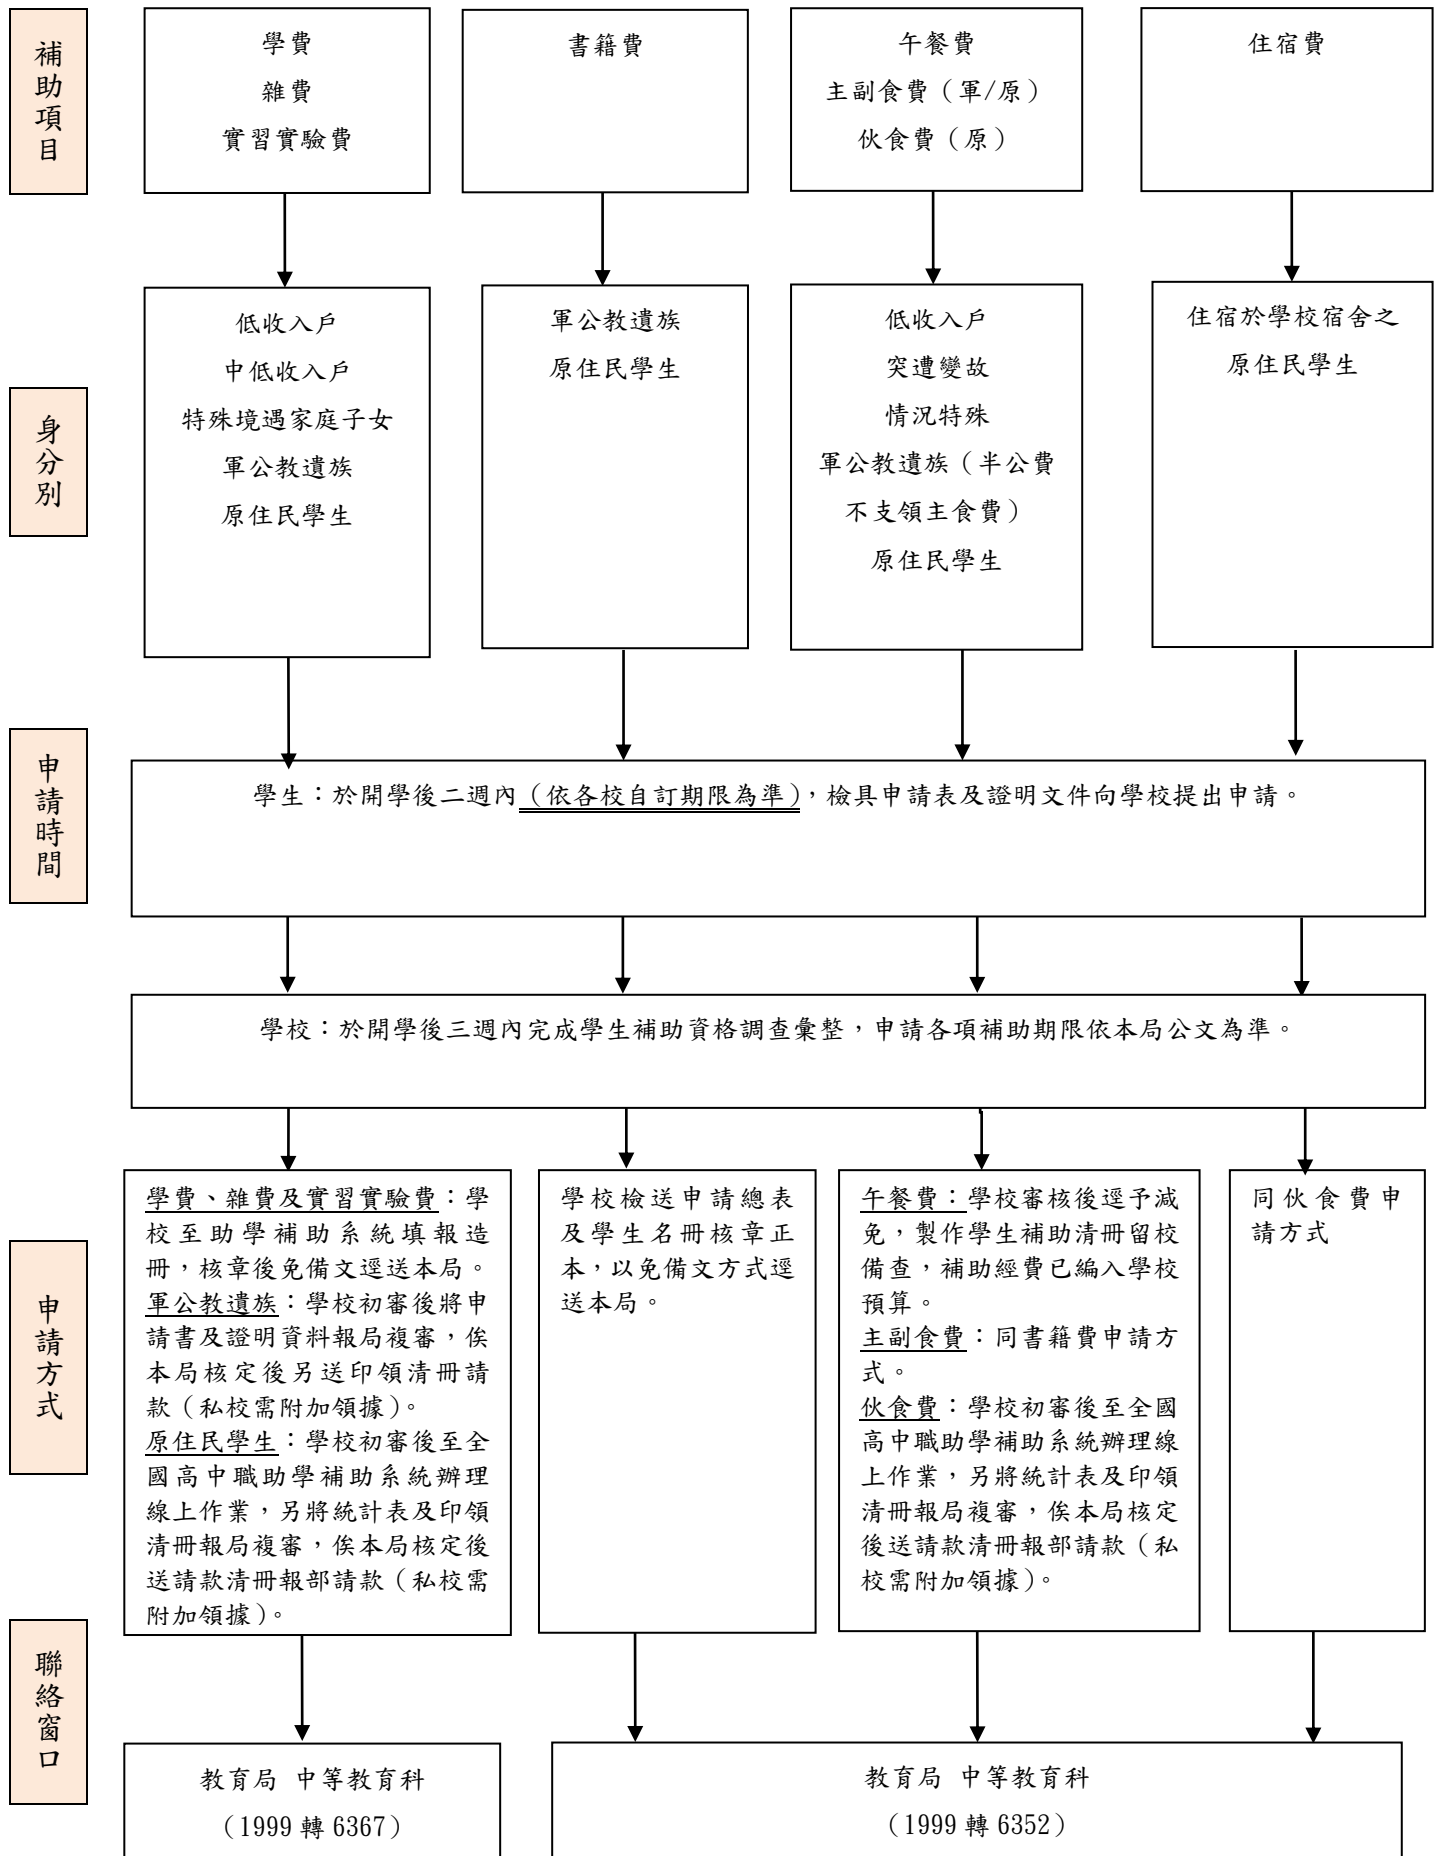 補助項目
學費
雜費
實習實驗費
書籍費
午餐費
主副食費（軍/原）
伙食費（原）
住宿費
身分別
低收入戶
中低收入戶
特殊境遇家庭子女
軍公教遺族
原住民學生
軍公教遺族
原住民學生
低收入戶
突遭變故
情況特殊
軍公教遺族（半公費
不支領主食費）
原住民學生
住宿於學校宿舍之
原住民學生
申請時間
學生：於開學後二週內（依各校自訂期限為準），檢具申請表及證明文件向學校提出申請。
學校：於開學後三週內完成學生補助資格調查彙整，申請各項補助期限依本局公文為準。
申請方式
學費、雜費及實習實驗費：學
校至助學補助系統填報造
冊，核章後免備文逕送本局。
軍公教遺族：學校初審後將申
請書及證明資料報局複審，俟
本局核定後另送印領清冊請
款（私校需附加領據）。
原住民學生：學校初審後至全
國高中職助學補助系統辦理
線上作業，另將統計表及印領
清冊報局複審，俟本局核定後
送請款清冊報部請款（私校需
附加領據）。
學校檢送申請總表
及學生名冊核章正
本，以免備文方式逕
送本局。
午餐費：學校審核後逕予減
免，製作學生補助清冊留校
備查，補助經費已編入學校
預算。
主副食費：同書籍費申請方
式。
伙食費：學校初審後至全國
高中職助學補助系統辦理線
上作業，另將統計表及印領
清冊報局複審，俟本局核定
後送請款清冊報部請款（私
校需附加領據）。
同伙食費申
請方式
聯絡窗口
教育局 中等教育科
（1999 轉 6367）
教育局 中等教育科
（1999 轉 6352）